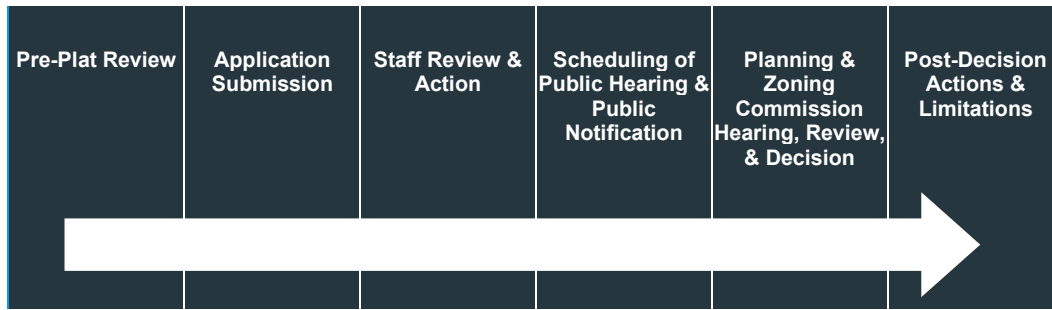 Pre-Plat Review
Application
Submission
Staff Review &
Action
Scheduling of
Public Hearing &
Public
Notification
Planning &
Zoning
Commission
Hearing, Review,
& Decision
Post-Decision
Actions &
Limitations